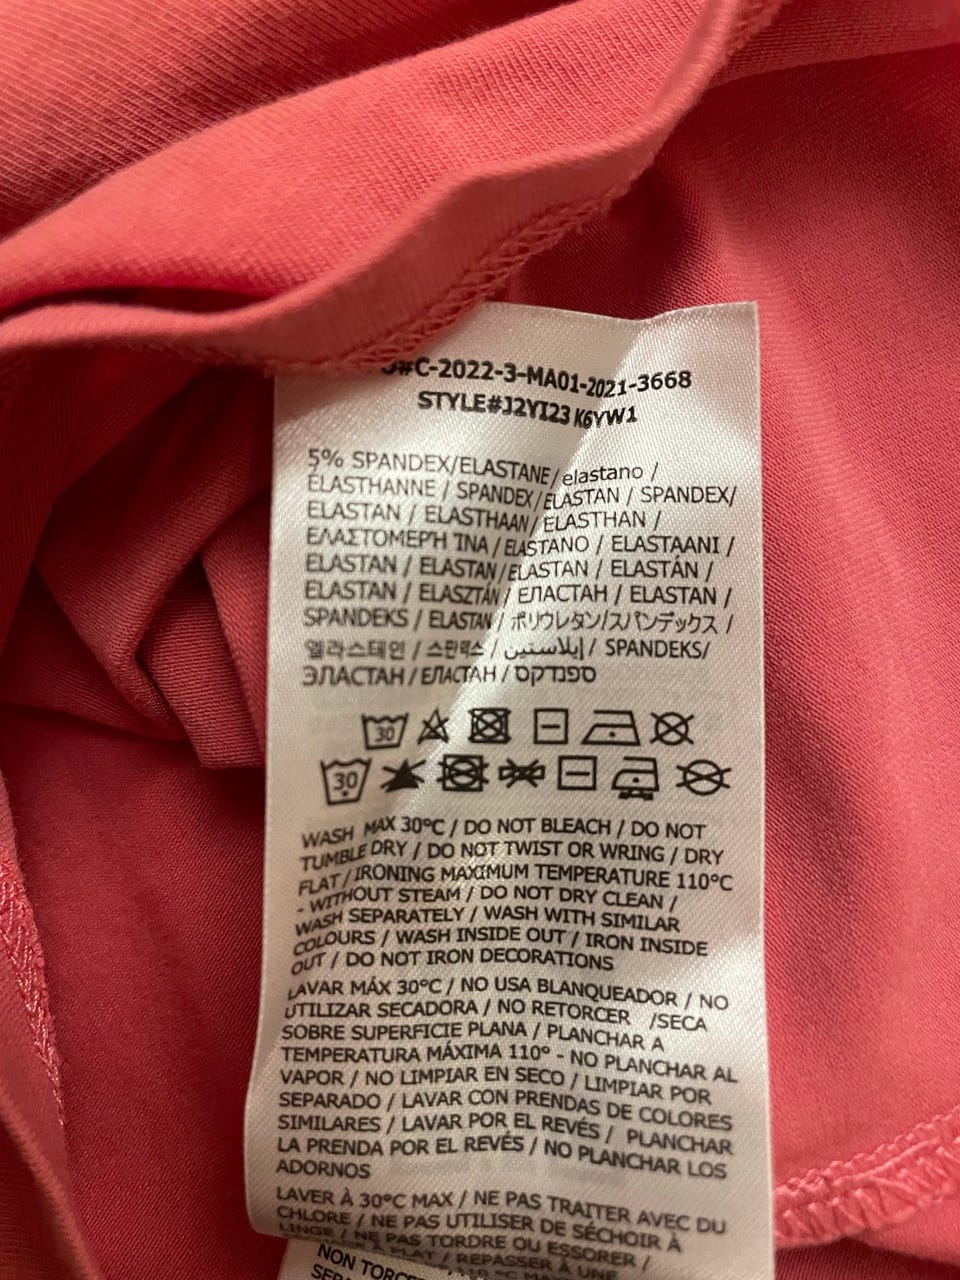 #C-2022-3-MA01-2021-3668
STYLE#J2YI23 K6YW1
5% SPANDEX/ELASTANE/elastano /
ÉLASTHANNE / SPANDEX/ELASTAN / SPANDEX/
ELASTAN / ELASTHAAN/ELASTHAN /
ΕΛΑΣΤΟΜΕΡΉ ΊΝΑ/ELASTANO / ELASTAANI /
ELASTAN / ELASTAN/ELASTAN / ELASTÁN /
ELASTAN / ELASZTÁN/ ЕЛАСТАН / ELASTAN /
SPANDEKS / ELASTAN/ ポリウレタン/スパンデックス /
엘라스테인 / 스판덱스 / إيلاستين / SPANDEKS/
ЭЛАСТАН/ЕЛАСТАН / ספנדקס
30
30
WASH MAX 30°C / DO NOT BLEACH / DO NOT
TUMBLE DRY / DO NOT TWIST OR WRING / DRY
FLAT / IRONING MAXIMUM TEMPERATURE 110°C
- WITHOUT STEAM / DO NOT DRY CLEAN /
WASH SEPARATELY / WASH WITH SIMILAR
COLOURS / WASH INSIDE OUT / IRON INSIDE
OUT / DO NOT IRON DECORATIONS
LAVAR MÁX 30°C / NO USA BLANQUEADOR / NO
UTILIZAR SECADORA / NO RETORCER /SECA
SOBRE SUPERFICIE PLANA / PLANCHAR A
TEMPERATURA MÁXIMA 110° - NO PLANCHAR AL
VAPOR / NO LIMPIAR EN SECO / LIMPIAR POR
SEPARADO / LAVAR CON PRENDAS DE COLORES
SIMILARES / LAVAR POR EL REVÉS / PLANCHAR
LA PRENDA POR EL REVÉS / NO PLANCHAR LOS
ADORNOS
LAVER À 30°C MAX / NE PAS TRAITER AVEC DU
CHLORE / NE PAS UTILISER DE SÉCHOIR À
LINGE / NE PAS TORDRE OU ESSORER /
À PLAT / REPASSER À UNE
NON